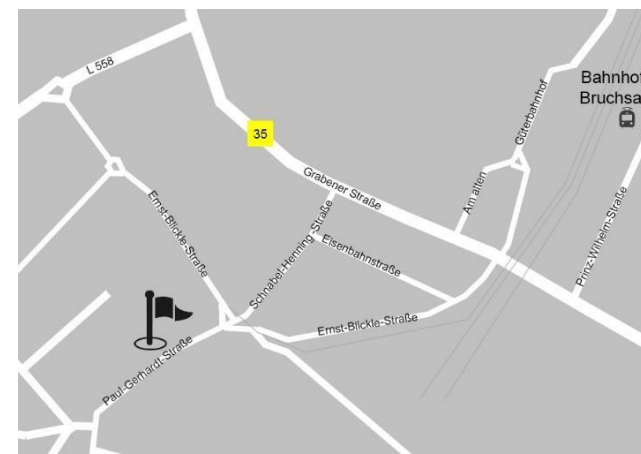 L 558
35
Bahnhof
Bruchsa
Güterbahnhof
Am alten
Grabener Straße
Ernst-Blickle-Straße
Schnabel-Henning-Straße
Eisenbahnstraße
Prinz-Wilhelm-Straße
Ernst-Blickle-Straße
Paul-Gerhardt-Straße